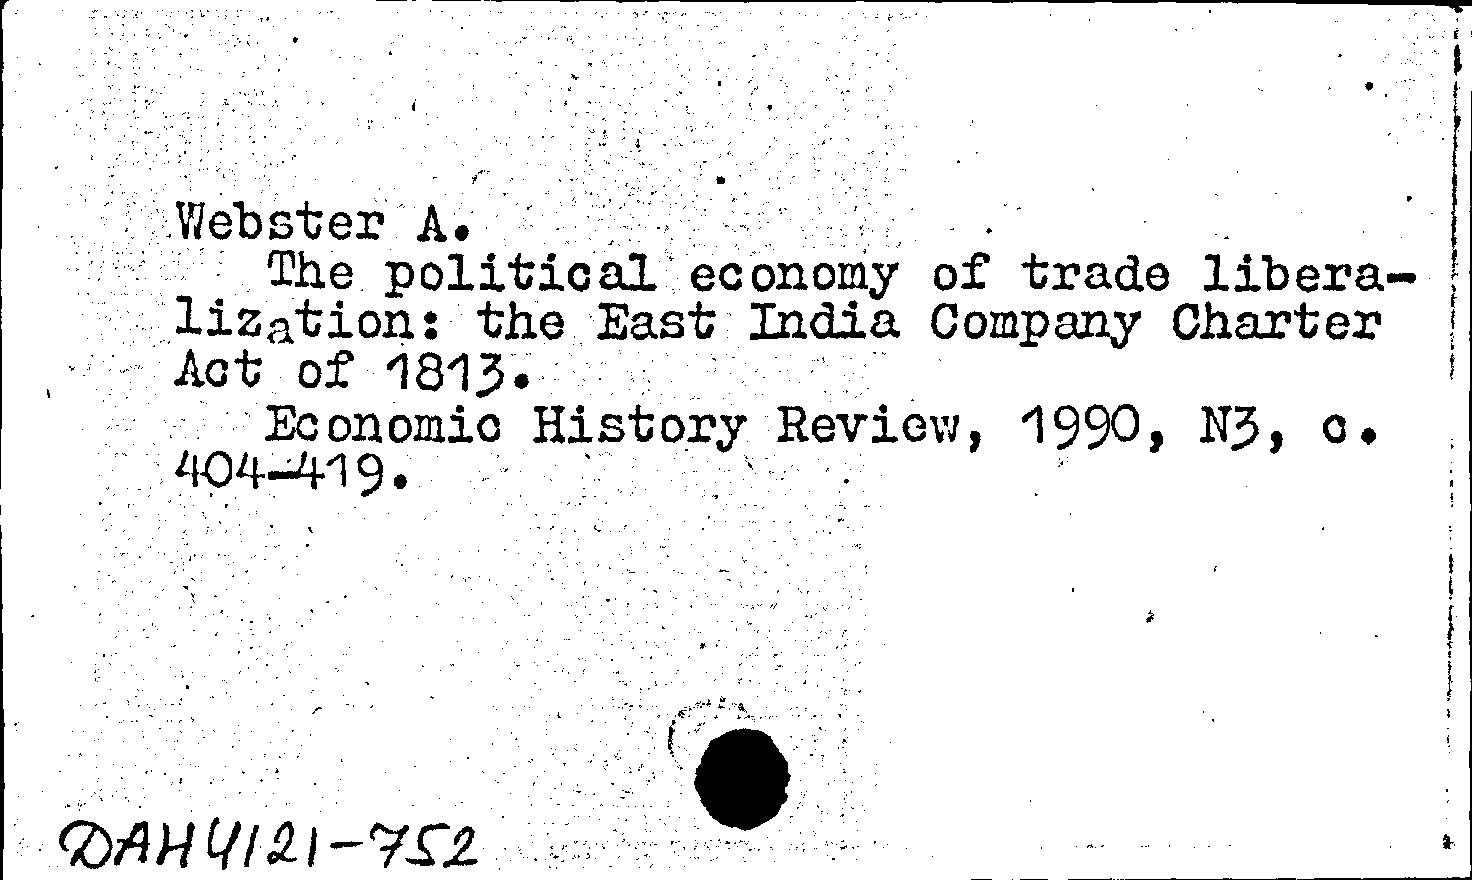 Webster A.
The political economy of trade libera-
lization: the East India Company Charter
Act of 1813.
Economic History Review, 1990, N3, c.
404-419.
DAH4121-752